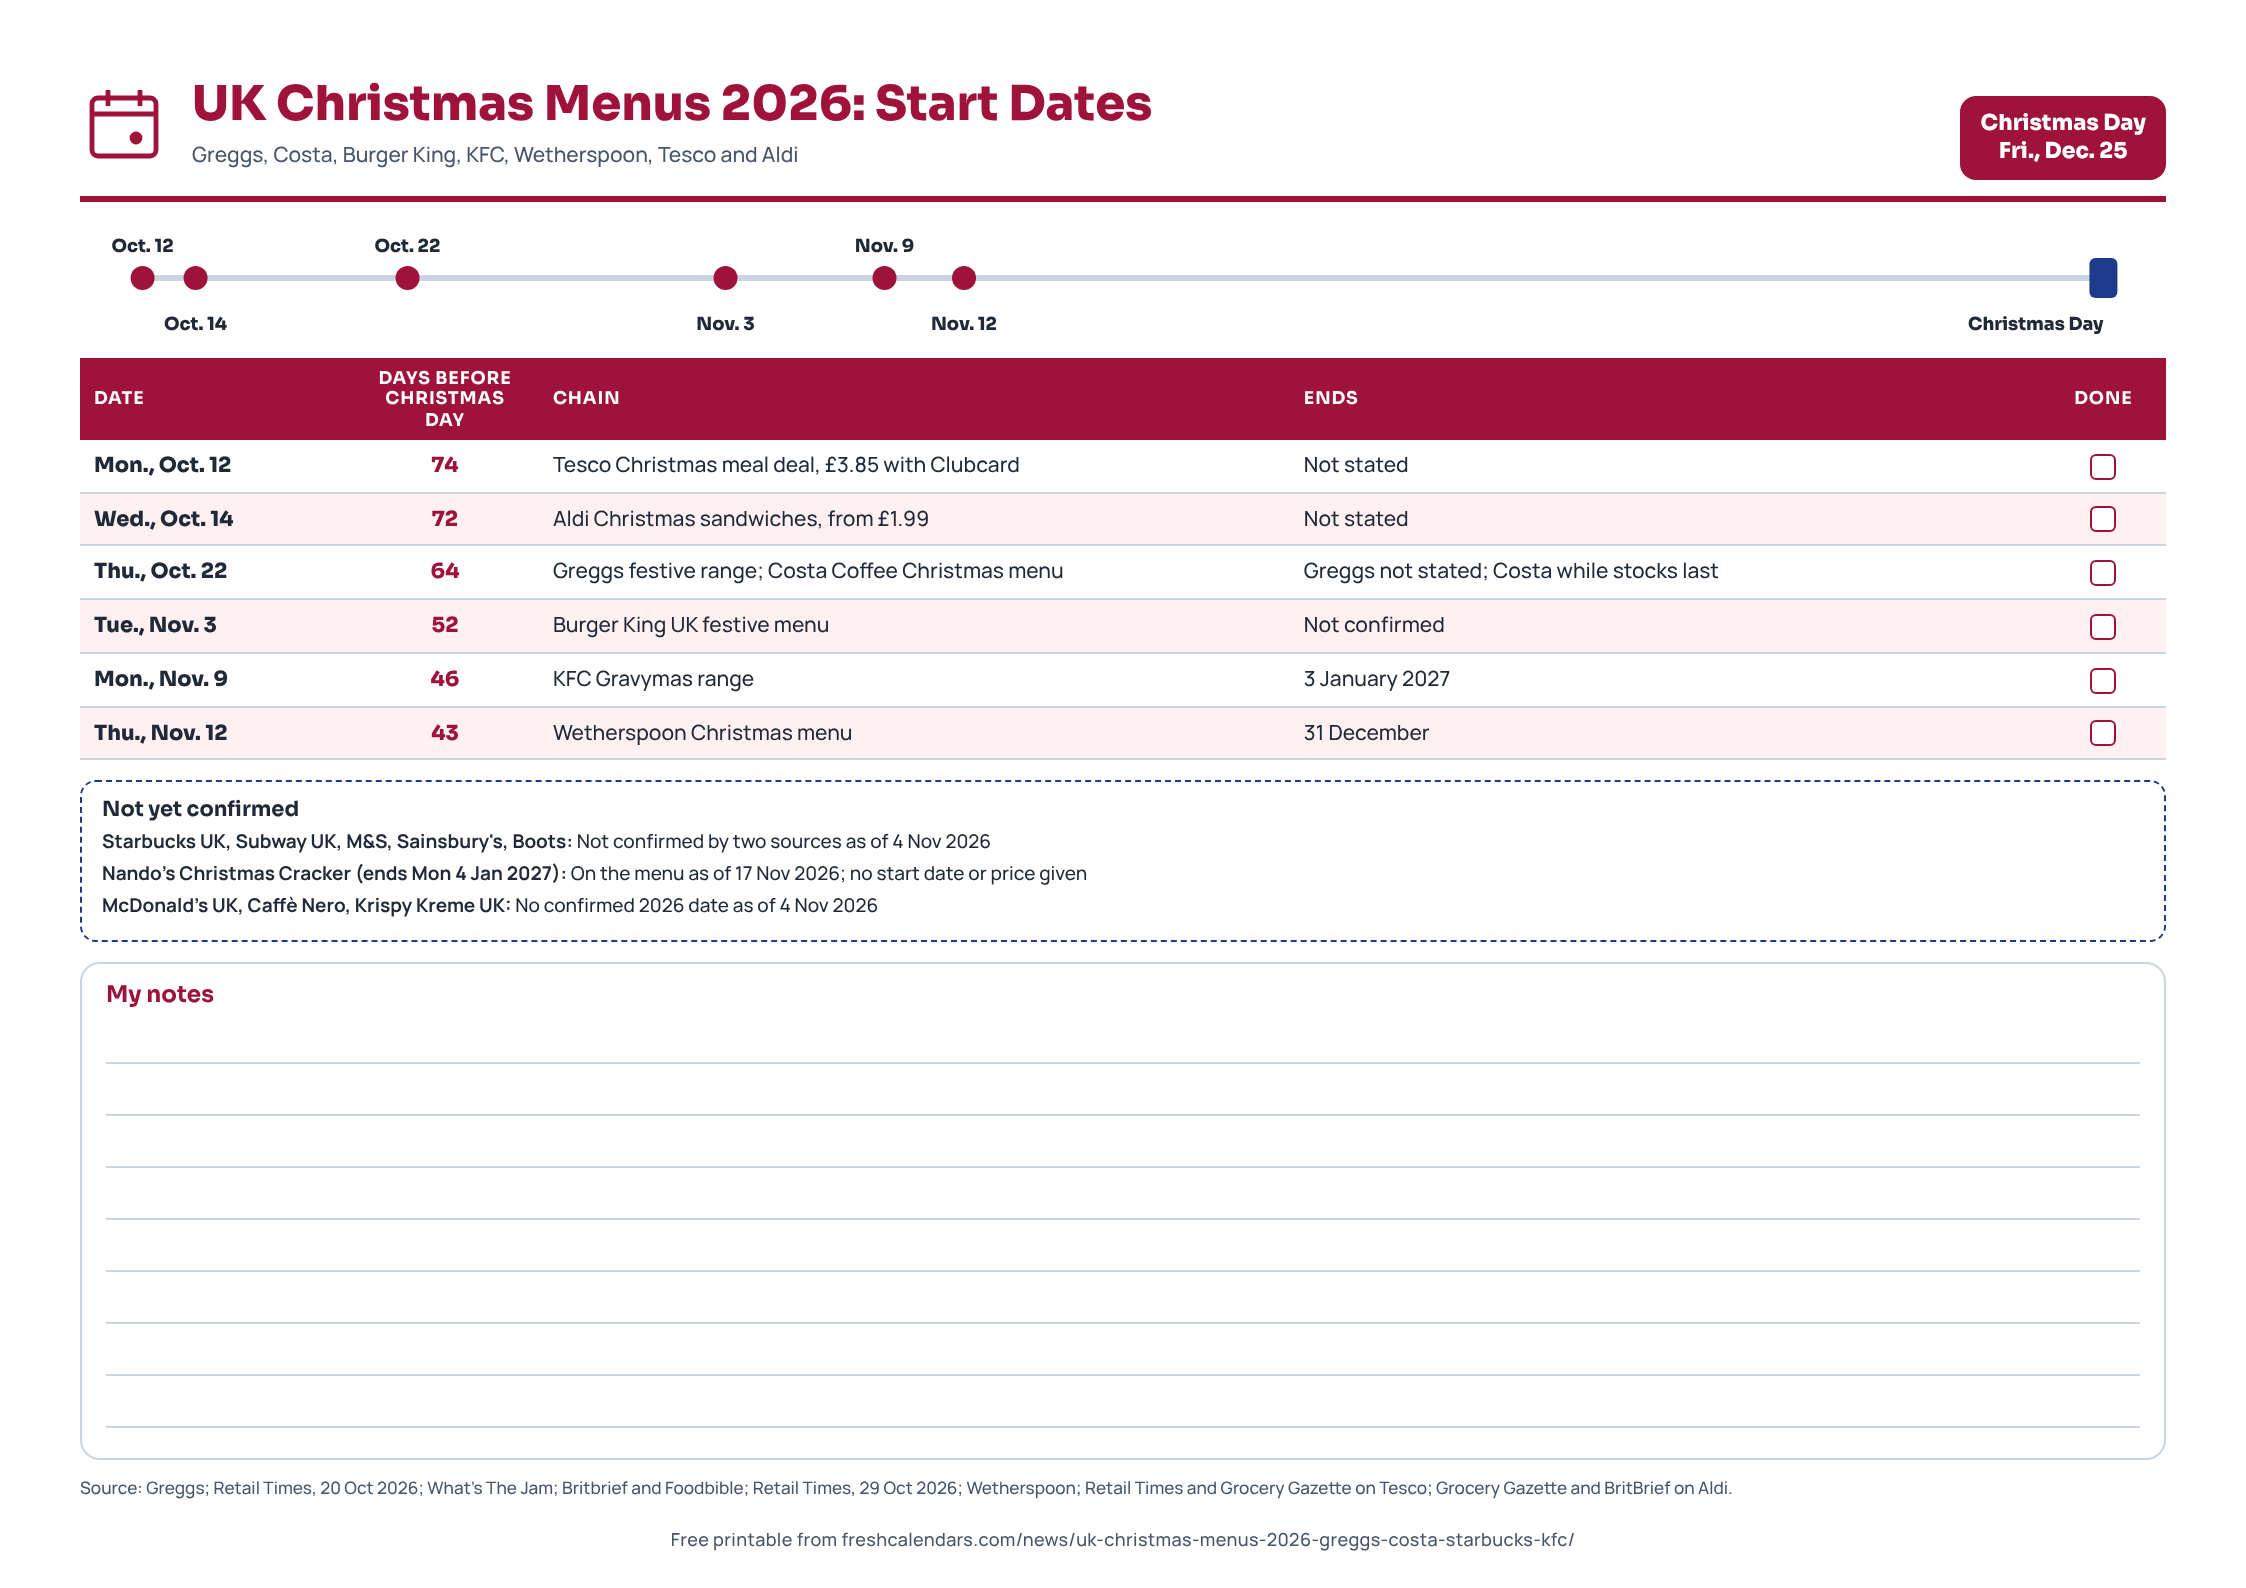 UK Christmas Menus 2026: Start Dates
Greggs, Costa, Burger King, KFC, Wetherspoon, Tesco and Aldi
Christmas Day
Fri., Dec. 25
Oct. 12
Oct. 22
Nov. 9
Oct. 14
Nov. 3
Nov. 12
Christmas Day
DATE
DAYS BEFORE
CHRISTMAS
DAY
CHAIN
ENDS
DONE
Mon., Oct. 12 74 Tesco Christmas meal deal, £3.85 with Clubcard Not stated
Wed., Oct. 14 72 Aldi Christmas sandwiches, from £1.99 Not stated
Thu., Oct. 22 64 Greggs festive range; Costa Coffee Christmas menu Greggs not stated; Costa while stocks last
Tue., Nov. 3 52 Burger King UK festive menu Not confirmed
Mon., Nov. 9 46 KFC Gravymas range 3 January 2027
Thu., Nov. 12 43 Wetherspoon Christmas menu 31 December
Not yet confirmed
Starbucks UK, Subway UK, M&S, Sainsbury's, Boots: Not confirmed by two sources as of 4 Nov 2026
Nando's Christmas Cracker (ends Mon 4 Jan 2027): On the menu as of 17 Nov 2026; no start date or price given
McDonald's UK, Caffè Nero, Krispy Kreme UK: No confirmed 2026 date as of 4 Nov 2026
My notes
Source: Greggs; Retail Times, 20 Oct 2026; What's The Jam; Britbrief and Foodbible; Retail Times, 29 Oct 2026; Wetherspoon; Retail Times and Grocery Gazette on Tesco; Grocery Gazette and BritBrief on Aldi.
Free printable from freshcalendars.com/news/uk-christmas-menus-2026-greggs-costa-starbucks-kfc/